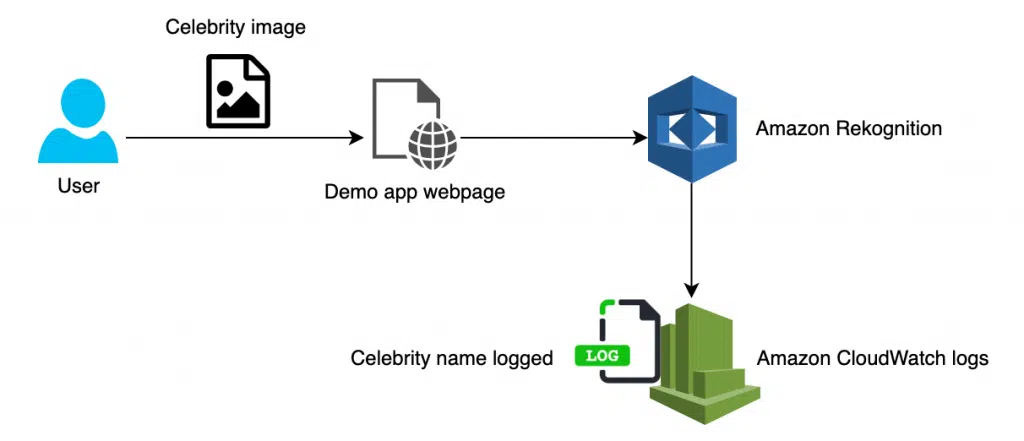 Celebrity image
User
Demo app webpage
Amazon Rekognition
Celebrity name logged
LOG
Amazon CloudWatch logs